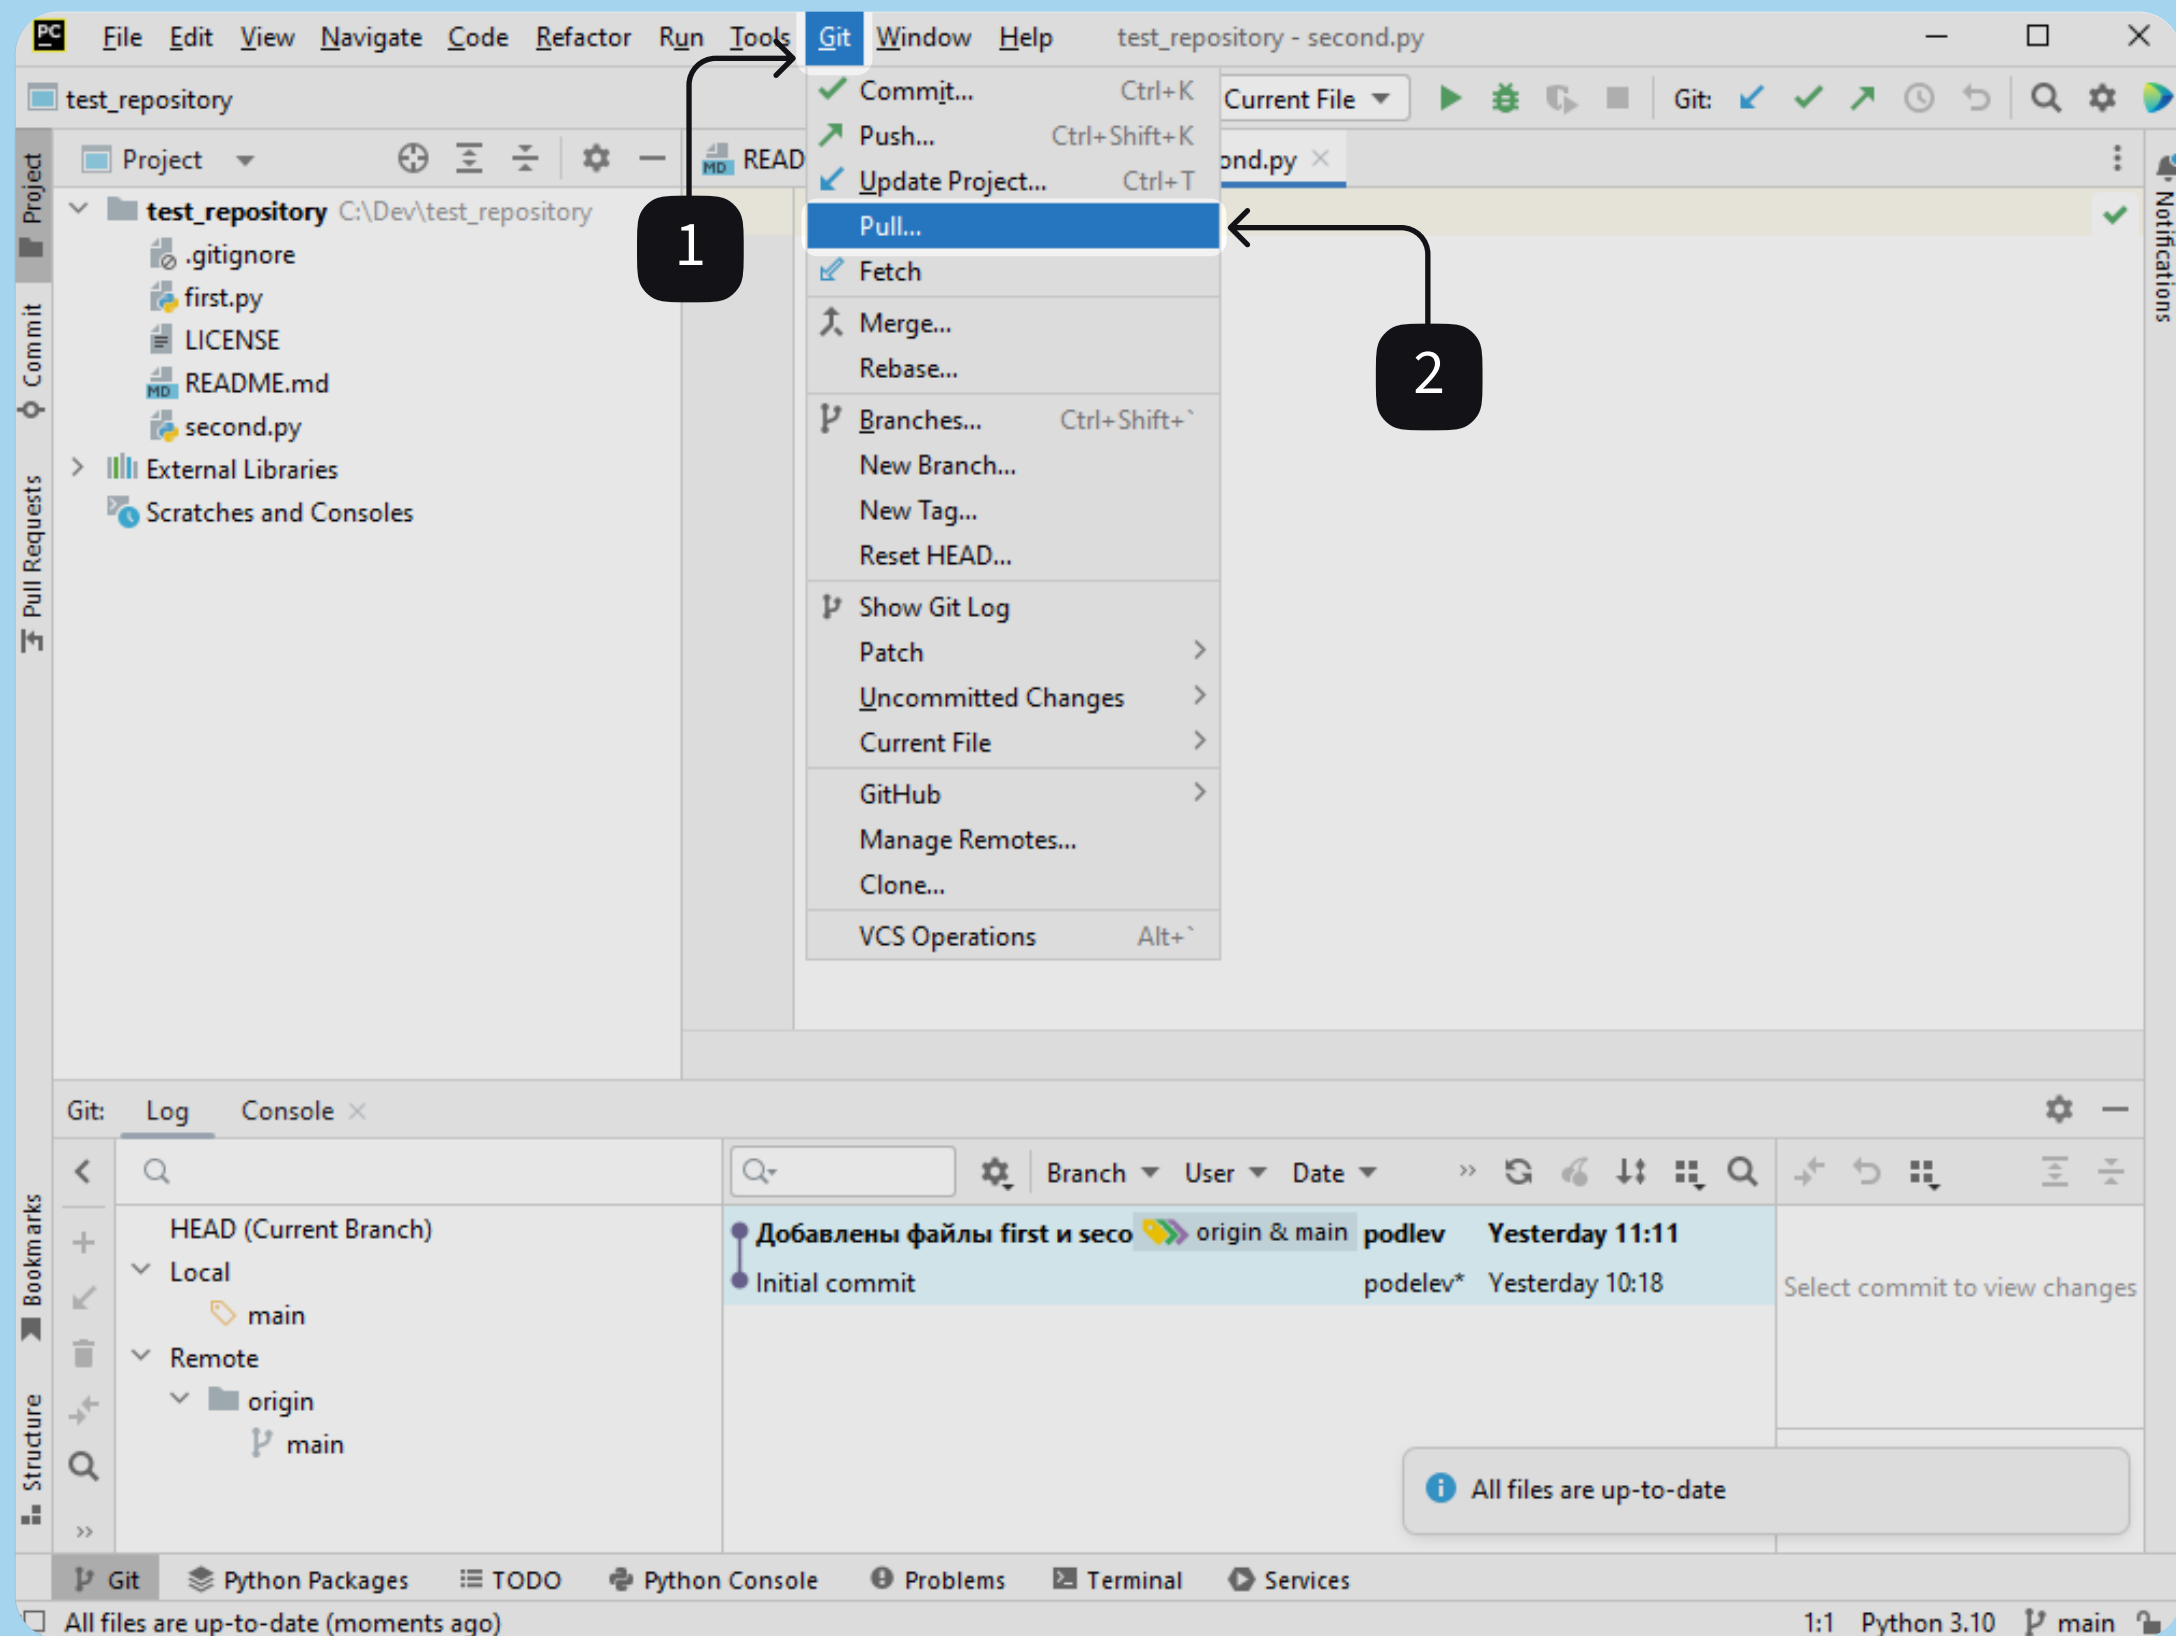 PC File Edit View Navigate Code Refactor Run Tools Git Window Help test_repository - second.py
test_repository
Current File Git:
Project
READ
ond.py
1
2
Commit... Ctrl+K
Push... Ctrl+Shift+K
Update Project... Ctrl+T
Pull...
Fetch
Merge...
Rebase...
Branches... Ctrl+Shift+`
New Branch...
New Tag...
Reset HEAD...
Show Git Log
Patch
Uncommitted Changes
Current File
GitHub
Manage Remotes...
Clone...
VCS Operations Alt+`
test_repository C:\Dev\test_repository
.gitignore
first.py
LICENSE
README.md
second.py
External Libraries
Scratches and Consoles
Project
Commit
Pull Requests
Bookmarks
Structure
Notifications
Git: Log Console
Branch User Date
HEAD (Current Branch)
Local
main
Remote
origin
main
Добавлены файлы first и seco origin & main podlev Yesterday 11:11
Initial commit podelev* Yesterday 10:18
Select commit to view changes
All files are up-to-date
Git Python Packages TODO Python Console Problems Terminal Services
All files are up-to-date (moments ago) 1:1 Python 3.10 main